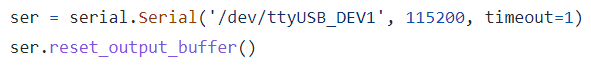 ser = serial.Serial('/dev/ttyUSB_DEV1', 115200, timeout=1)
ser.reset_output_buffer()